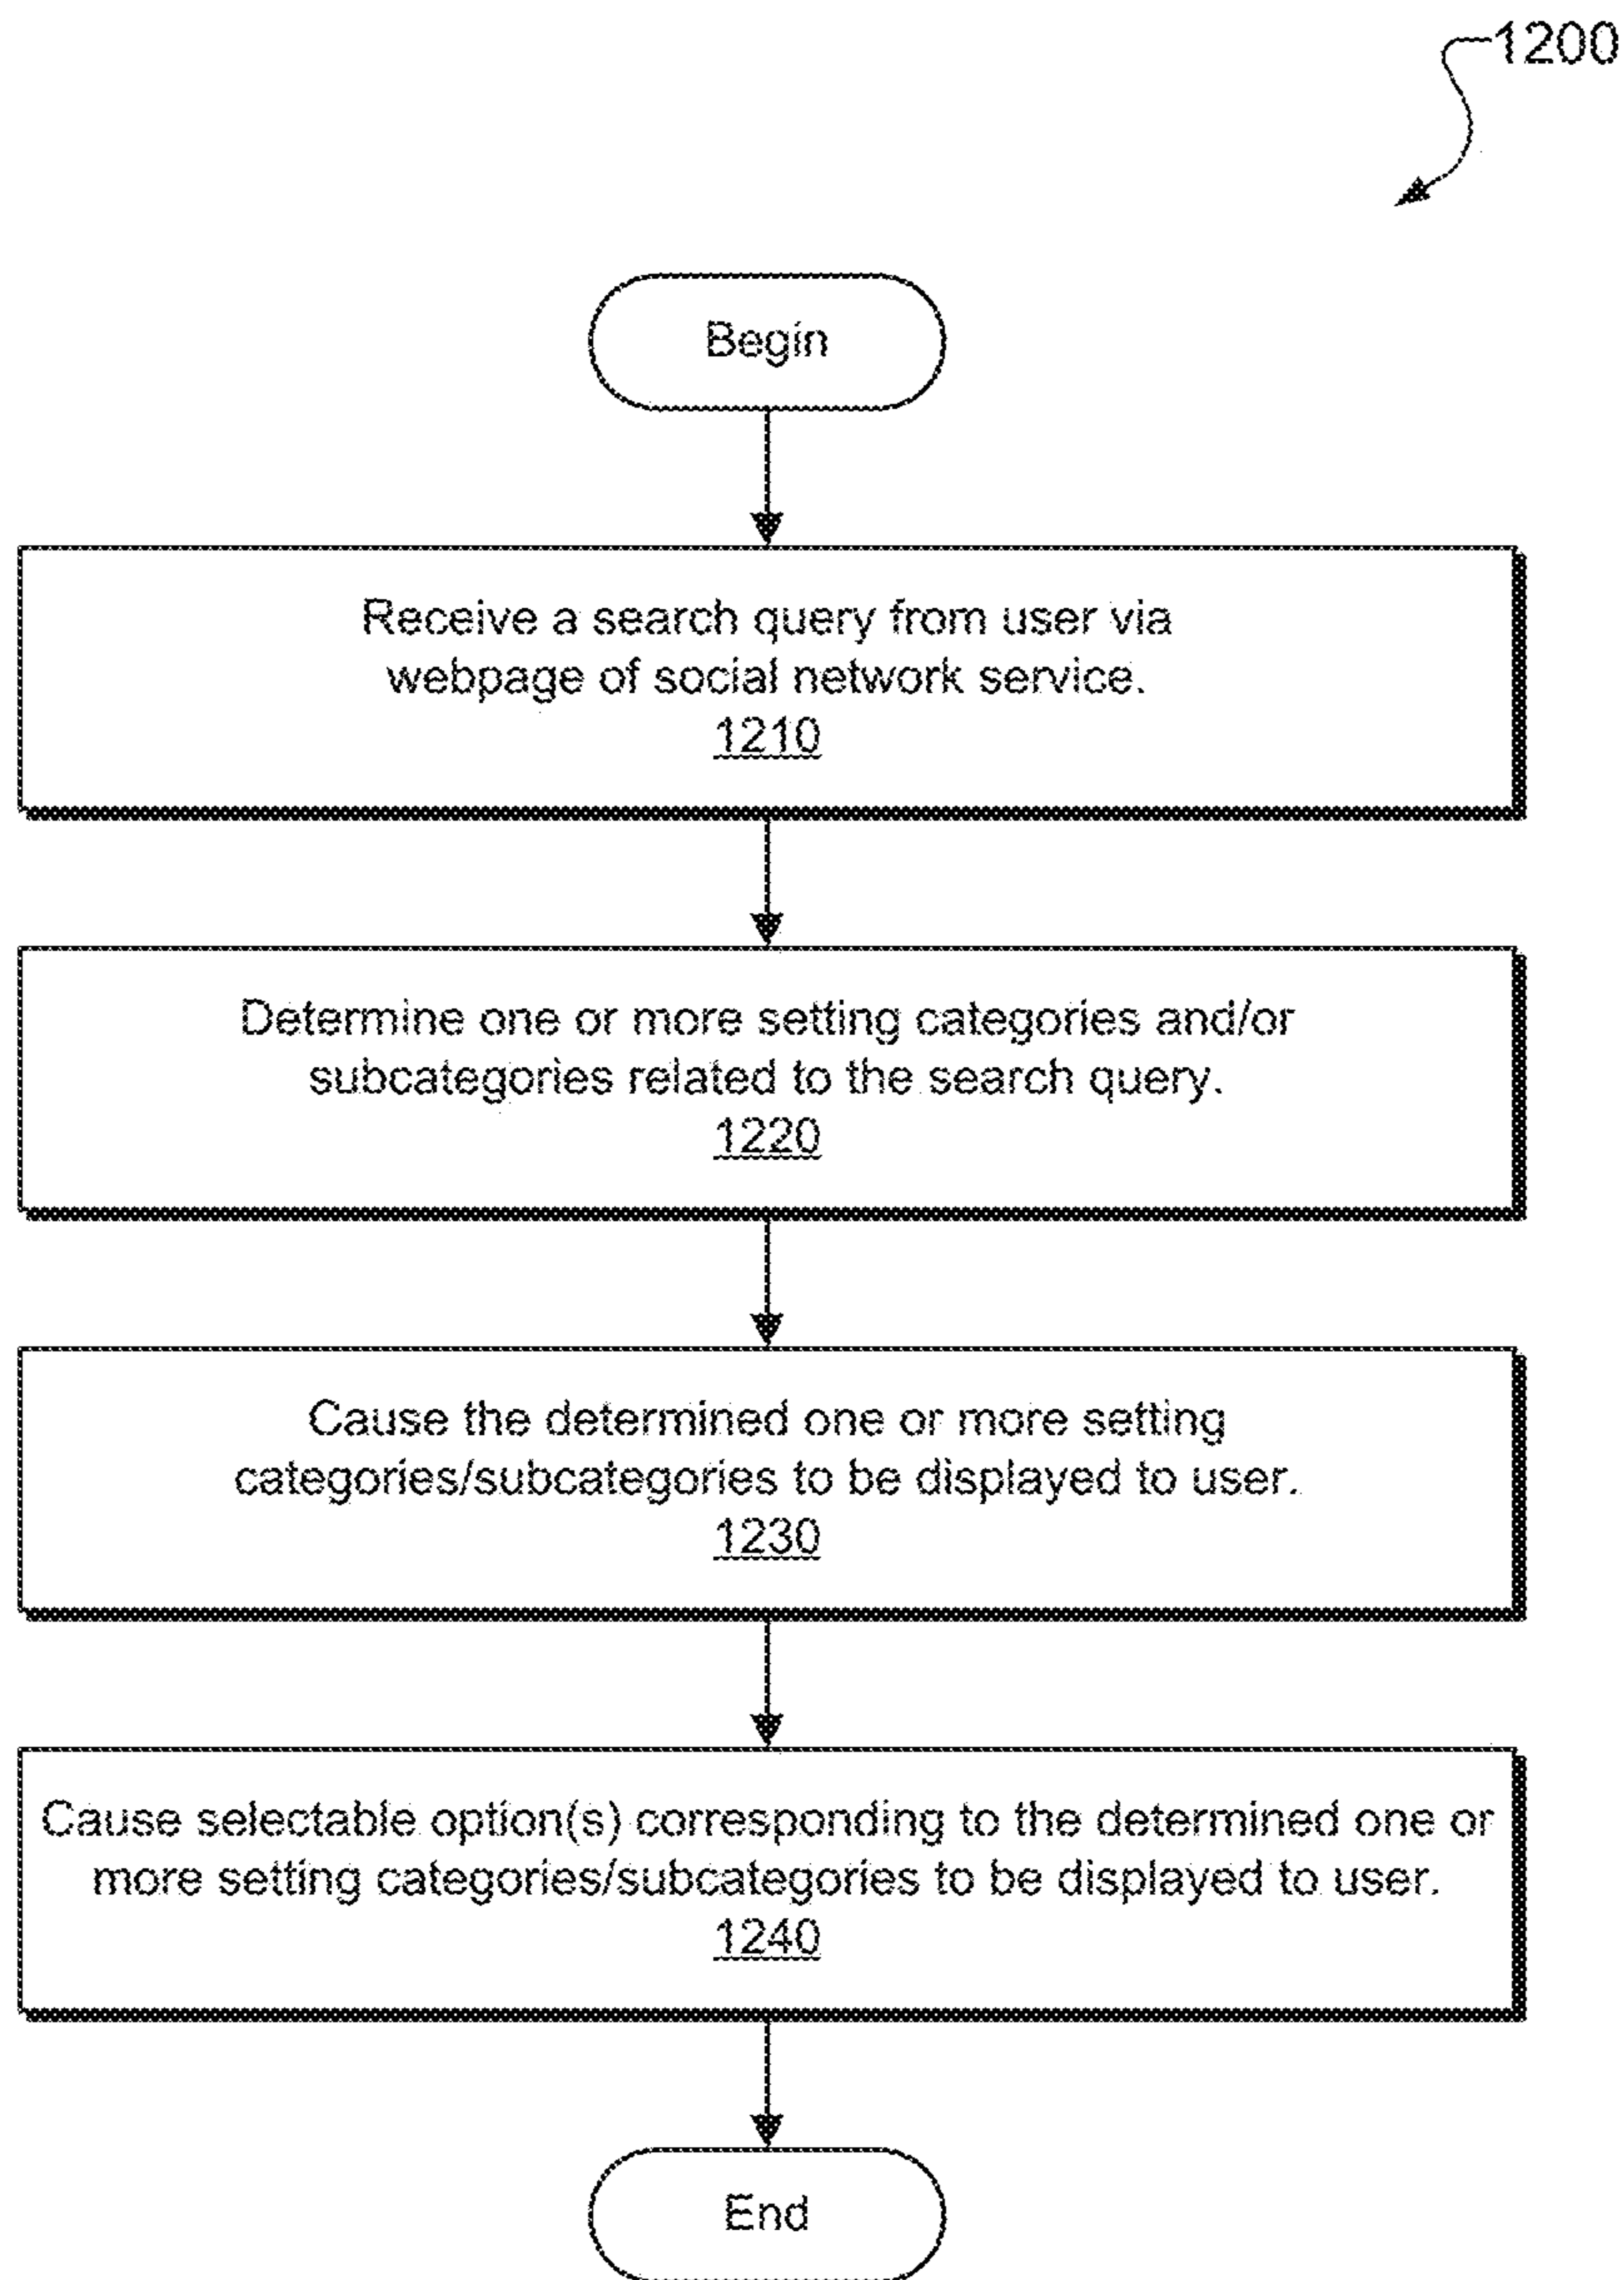 1200
Begin
Receive a search query from user via
webpage of social network service.
1210
Determine one or more setting categories and/or
subcategories related to the search query.
1220
Cause the determined one or more setting
categories/subcategories to be displayed to user.
1230
Cause selectable option(s) corresponding to the determined one or
more setting categories/subcategories to be displayed to user.
1240
End